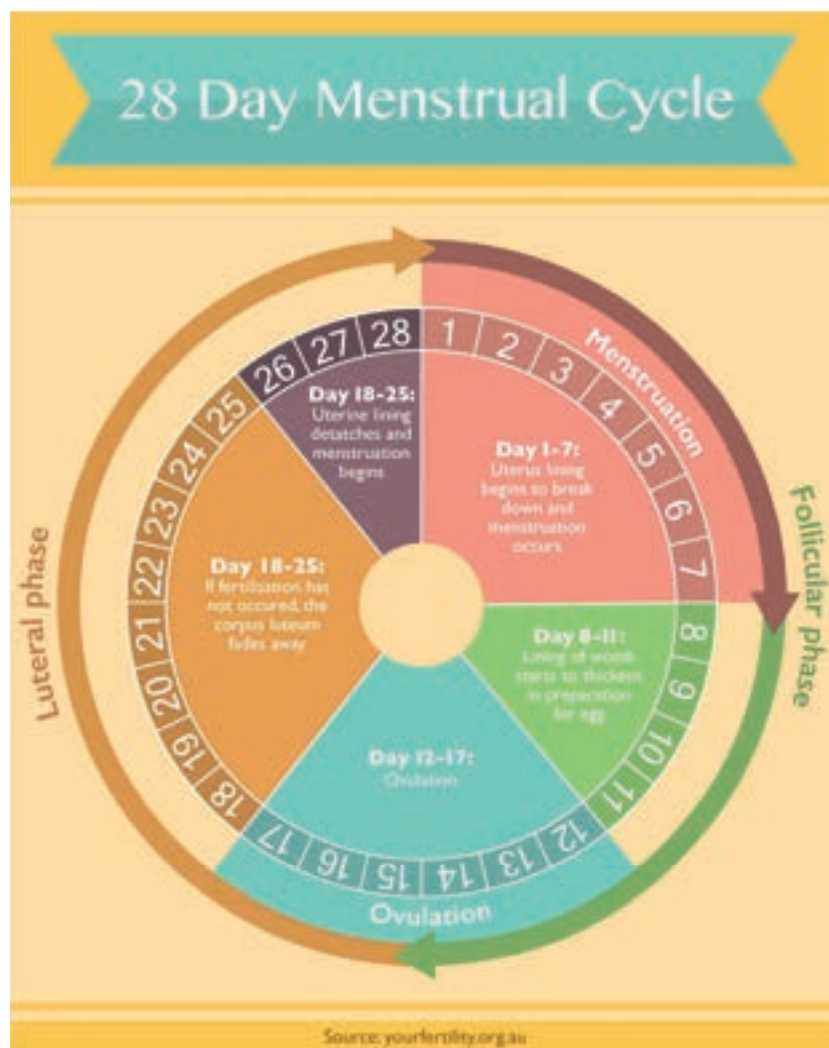 28 Day Menstrual Cycle
Menstruation
Follicular phase
Ovulation
Luteral phase
1
2
3
4
5
6
7
8
9
10
11
12
13
14
15
16
17
18
19
20
21
22
23
24
25
26
27
28
Day 1-7:
Uterus lining
begins to break
down and
menstruation
occurs
Day 8-11:
Lining of womb
starts to thicken
in preparation
for egg
Day 12-17:
Ovulation
Day 18-25:
If fertilisation has
not occured, the
corpus luteum
fades away
Day 18-25:
Uterine lining
detatches and
menstruation
begins
Source: yourfertility.org.au